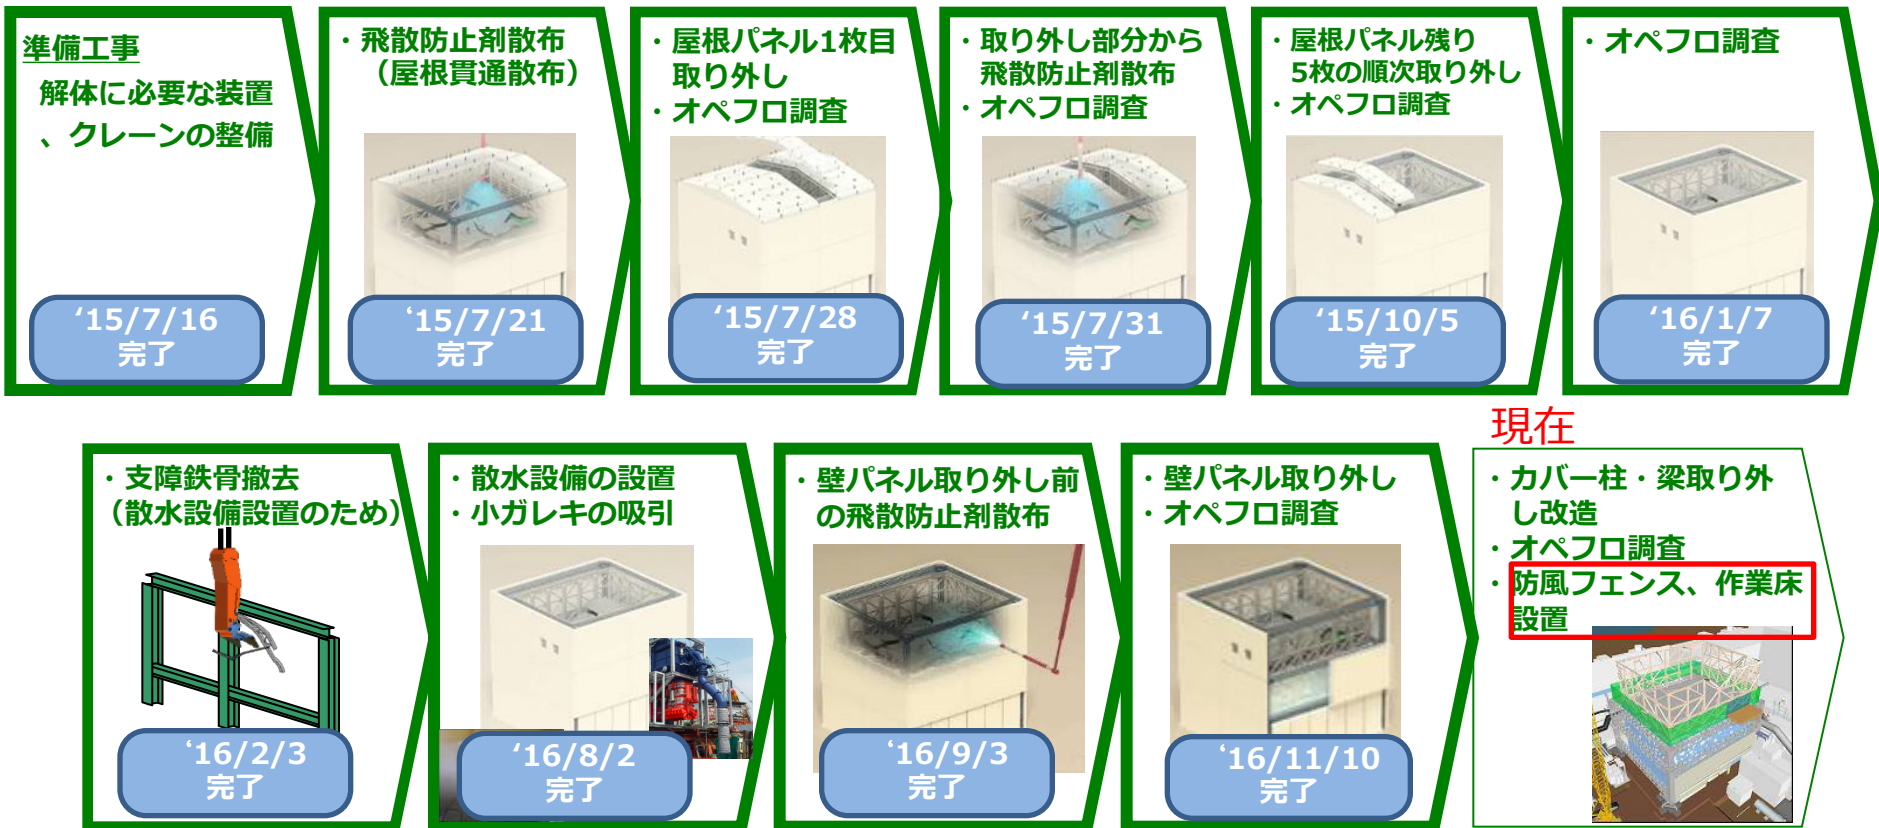 準備工事
解体に必要な装置
、クレーンの整備
‘15/7/16
完了
・飛散防止剤散布
（屋根貫通散布）
‘15/7/21
完了
・屋根パネル1枚目
取り外し
・オペフロ調査
‘15/7/28
完了
・取り外し部分から
飛散防止剤散布
・オペフロ調査
‘15/7/31
完了
・屋根パネル残り
5枚の順次取り外し
・オペフロ調査
‘15/10/5
完了
・オペフロ調査
‘16/1/7
完了
・支障鉄骨撤去
（散水設備設置のため）
‘16/2/3
完了
・散水設備の設置
・小ガレキの吸引
‘16/8/2
完了
・壁パネル取り外し前
の飛散防止剤散布
‘16/9/3
完了
・壁パネル取り外し
・オペフロ調査
‘16/11/10
完了
現在
・カバー柱・梁取り外
し改造
・オペフロ調査
・防風フェンス、作業床
設置